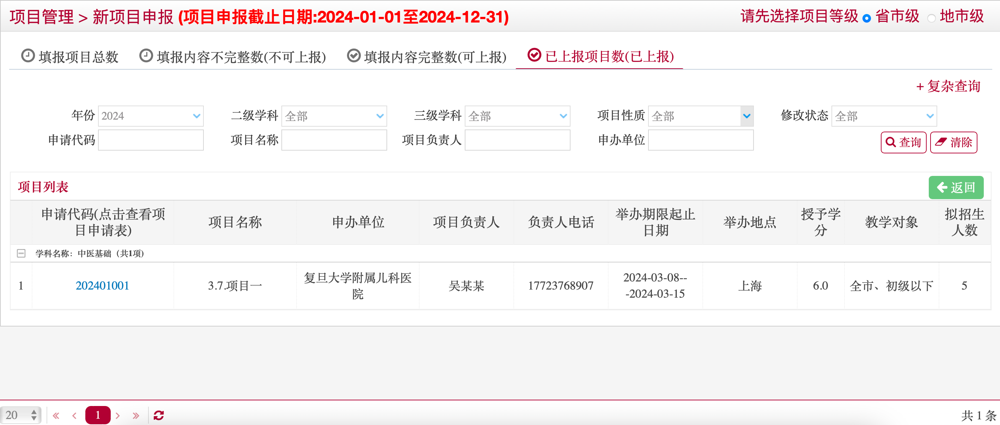 项目管理 > 新项目申报 (项目申报截止日期:2024-01-01至2024-12-31)
请先选择项目等级 省市级 地市级
填报项目总数 填报内容不完整数(不可上报) 填报内容完整数(可上报) 已上报项目数(已上报)
+ 复杂查询
年份 2024 二级学科 全部 三级学科 全部 项目性质 全部 修改状态 全部
申请代码 项目名称 项目负责人 申办单位 查询 清除
项目列表 返回
申请代码(点击查看项
目申请表)
项目名称
申办单位
项目负责人
负责人电话
举办期限起止
日期
举办地点
授予学
分
教学对象
拟招生
人数
学科名称：中医基础（共1项)
1
202401001
3.7.项目一
复旦大学附属儿科医
院
吴某某
17723768907
2024-03-08--
-2024-03-15
上海
6.0
全市、初级以下
5
20 « ‹ 1 › » 共 1 条